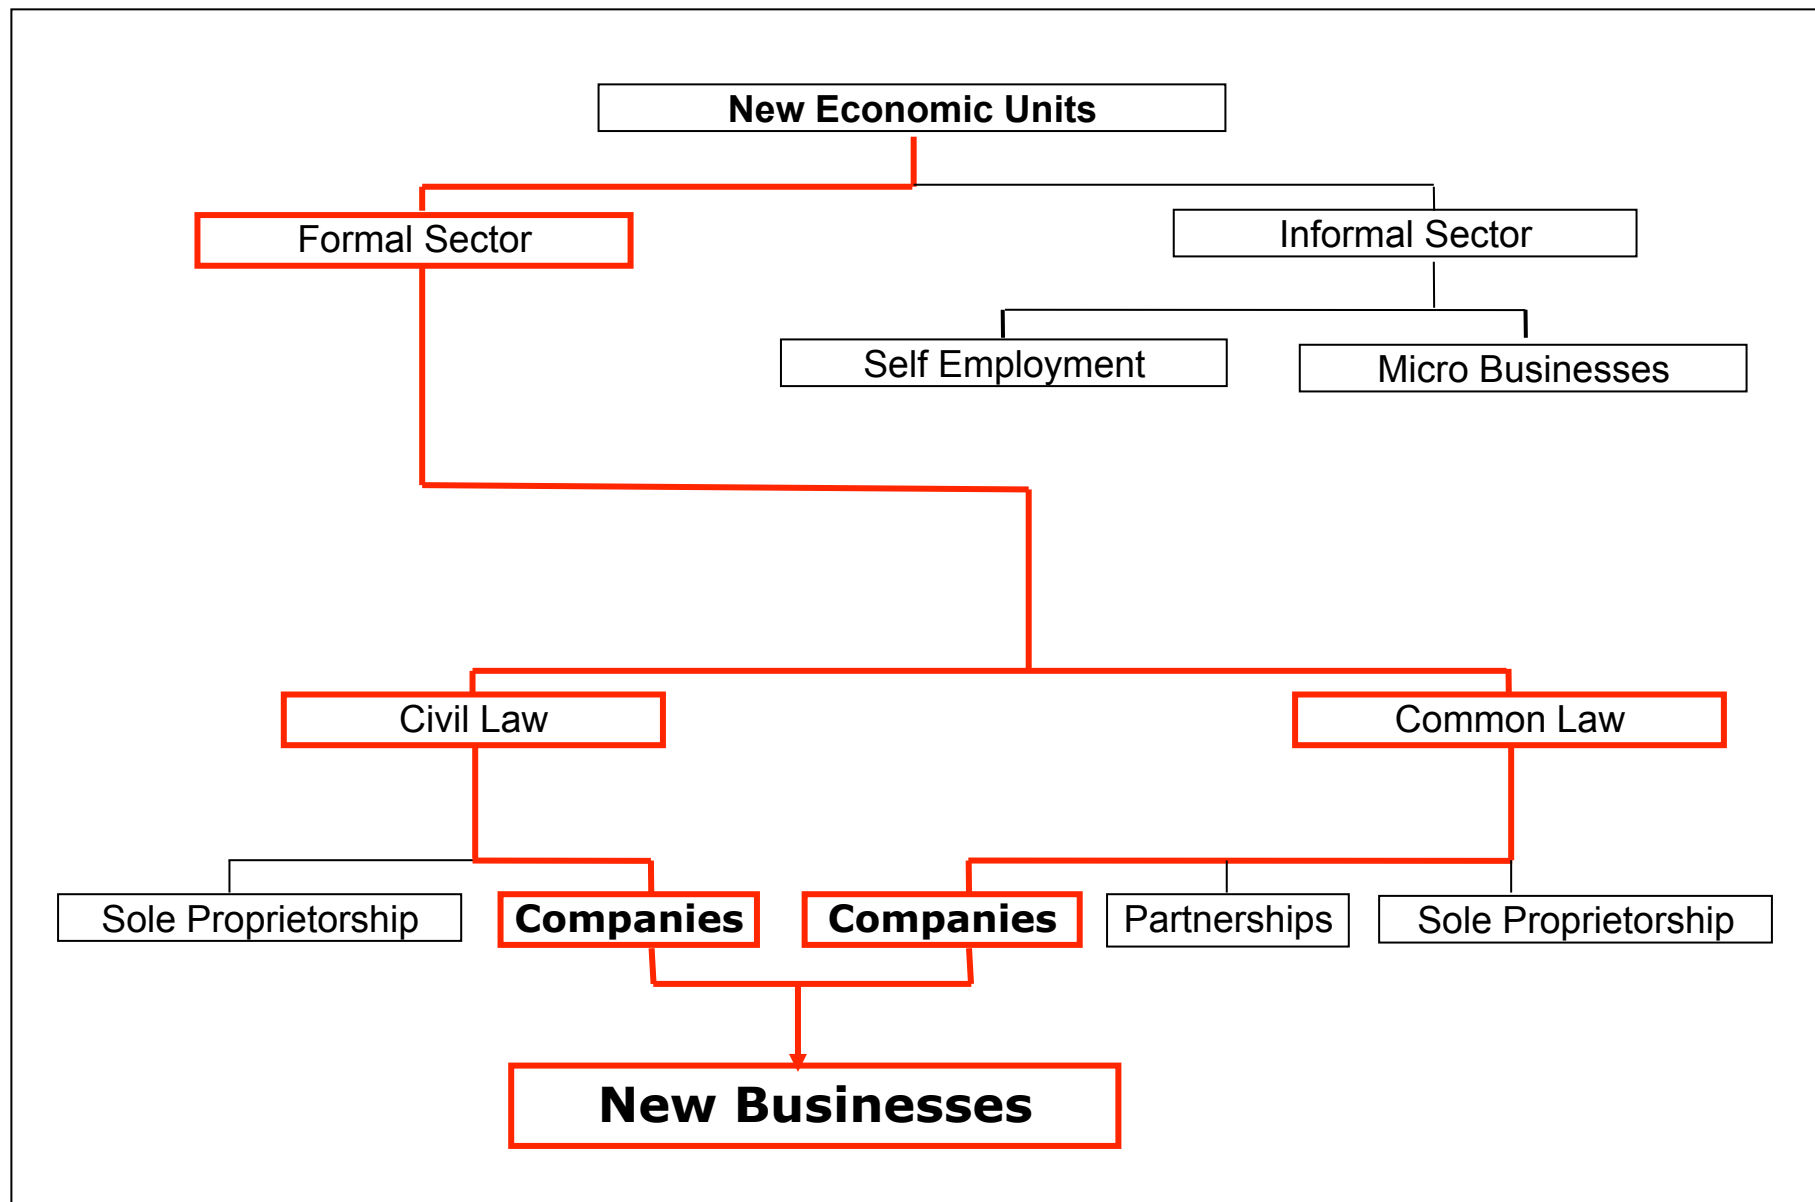 New Economic Units
Formal Sector
Informal Sector
Self Employment
Micro Businesses
Civil Law
Common Law
Sole Proprietorship
Companies
Companies
Partnerships
Sole Proprietorship
New Businesses